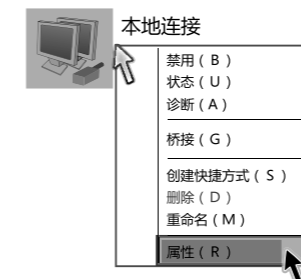 本地连接
禁用(B)
状态(U)
诊断(A)
桥接(G)
创建快捷方式(S)
删除(D)
重命名(M)
属性(R)